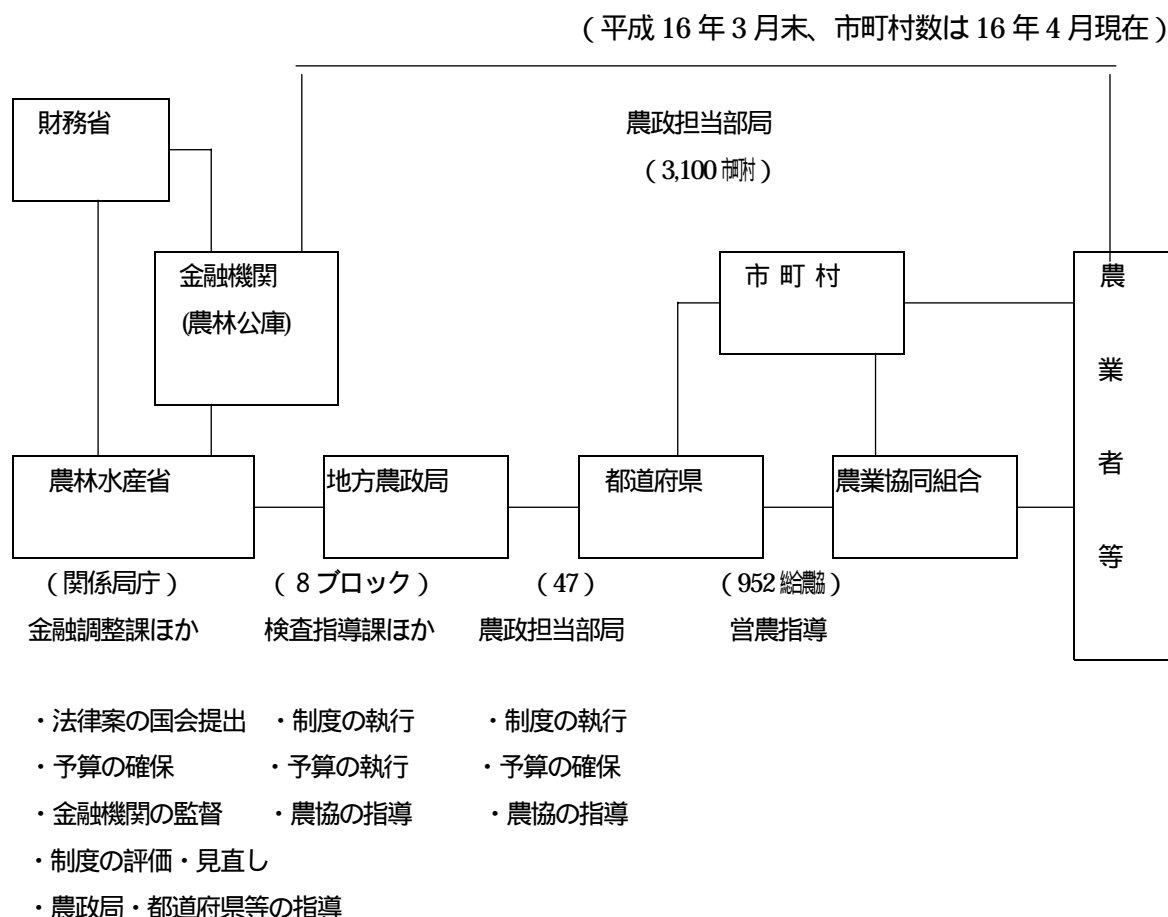 （平成 16 年 3 月末、市町村数は 16 年 4 月現在）
財務省
農政担当部局
（3,100 市町村）
金融機関
(農林公庫)
市 町 村
農業者等
農林水産省
地方農政局
都道府県
農業協同組合
（関係局庁）
（８ブロック）
（47）
（952 総合農協）
金融調整課ほか
検査指導課ほか
農政担当部局
営農指導
・法律案の国会提出
・制度の執行
・制度の執行
・予算の確保
・予算の執行
・予算の確保
・金融機関の監督
・農協の指導
・農協の指導
・制度の評価・見直し
・農政局・都道府県等の指導